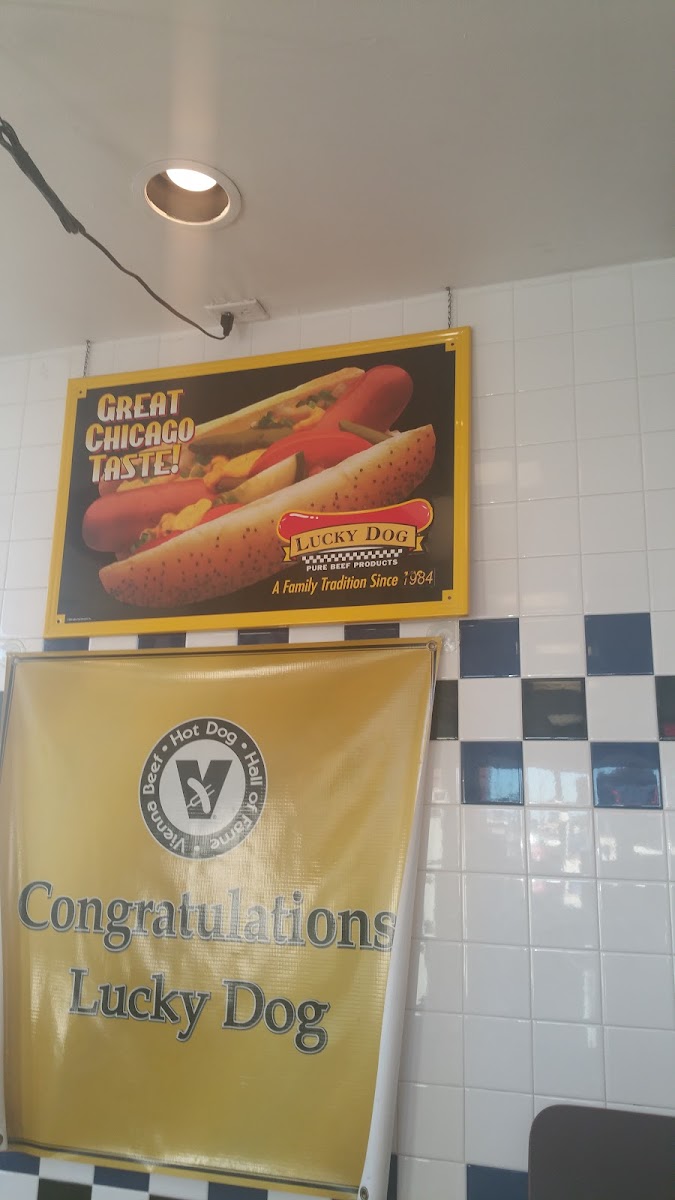 GREAT
CHICAGO
TASTE!
LUCKY DOG
PURE BEEF PRODUCTS
A Family Tradition Since 1984
Vienna Beef • Hot Dog • Hall of Fame •
V
Congratulations
Lucky Dog